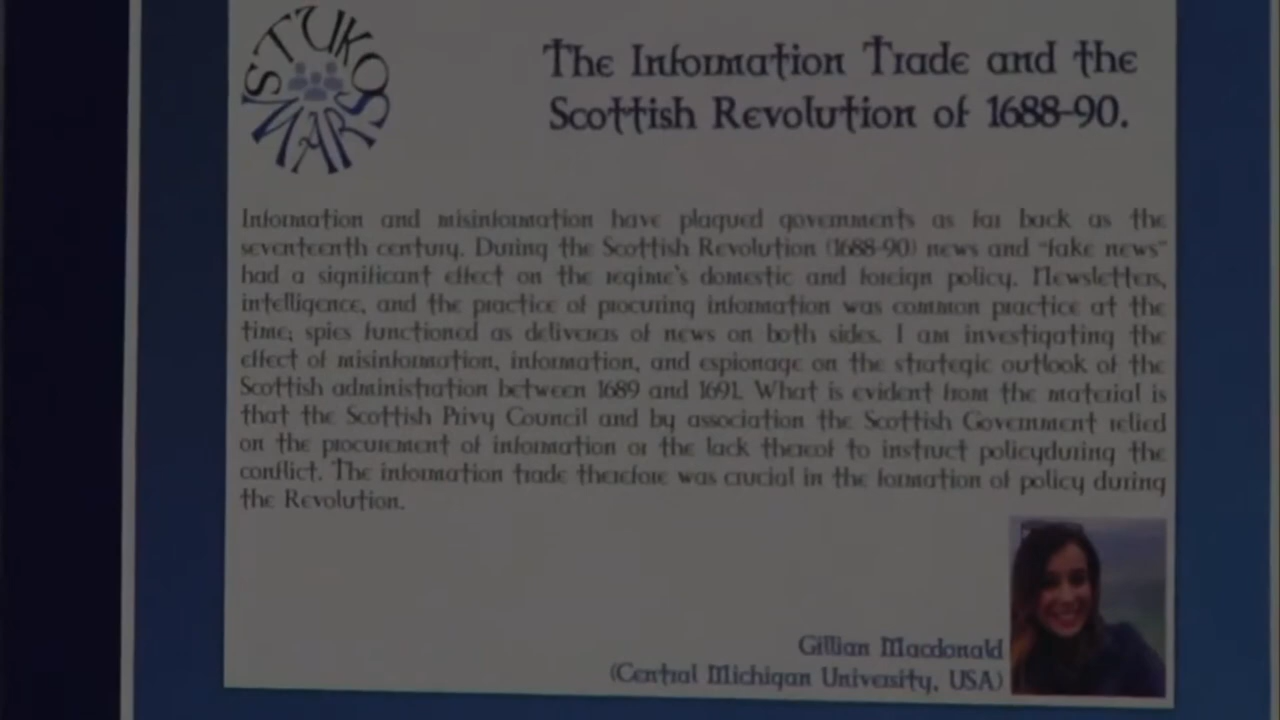 STUKOS
MARS
The Information Trade and the
Scottish Revolution of 1688-90.
Information and misinformation have plagued governments as far back as the
seventeenth century. During the Scottish Revolution (1688-90) news and "fake news"
had a significant effect on the regime's domestic and foreign policy. Newsletters,
intelligence, and the practice of procuring information was common practice at the
time; spies functioned as deliverers of news on both sides. I am investigating the
effect of misinformation, information, and espionage on the strategic outlook of the
Scottish administration between 1689 and 1691. What is evident from the material is
that the Scottish Privy Council and by association the Scottish Government relied
on the procurement of information or the lack thereof to instruct policyduring the
conflict. The information trade therefore was crucial in the formation of policy during
the Revolution.
Gillian Macdonald
(Central Michigan University, USA)